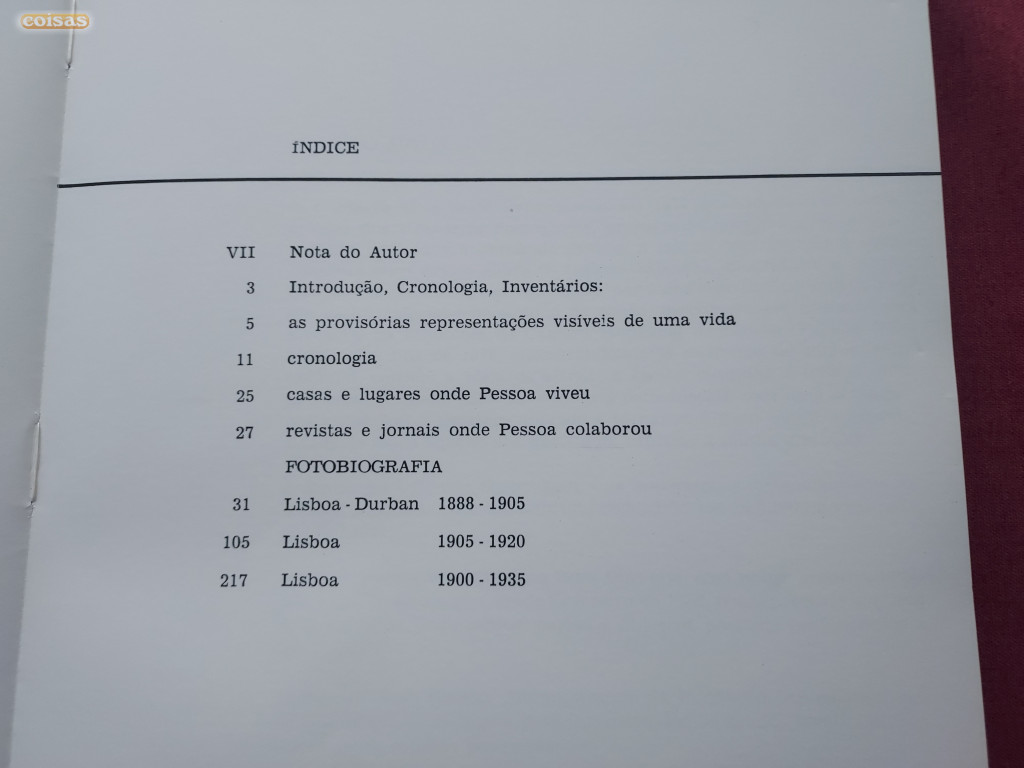 coisas
ÍNDICE
VII Nota do Autor
3 Introdução, Cronologia, Inventários:
5 as provisórias representações visíveis de uma vida
11 cronologia
25 casas e lugares onde Pessoa viveu
27 revistas e jornais onde Pessoa colaborou
FOTOBIOGRAFIA
31 Lisboa - Durban 1888 - 1905
105 Lisboa 1905 - 1920
217 Lisboa 1900 - 1935